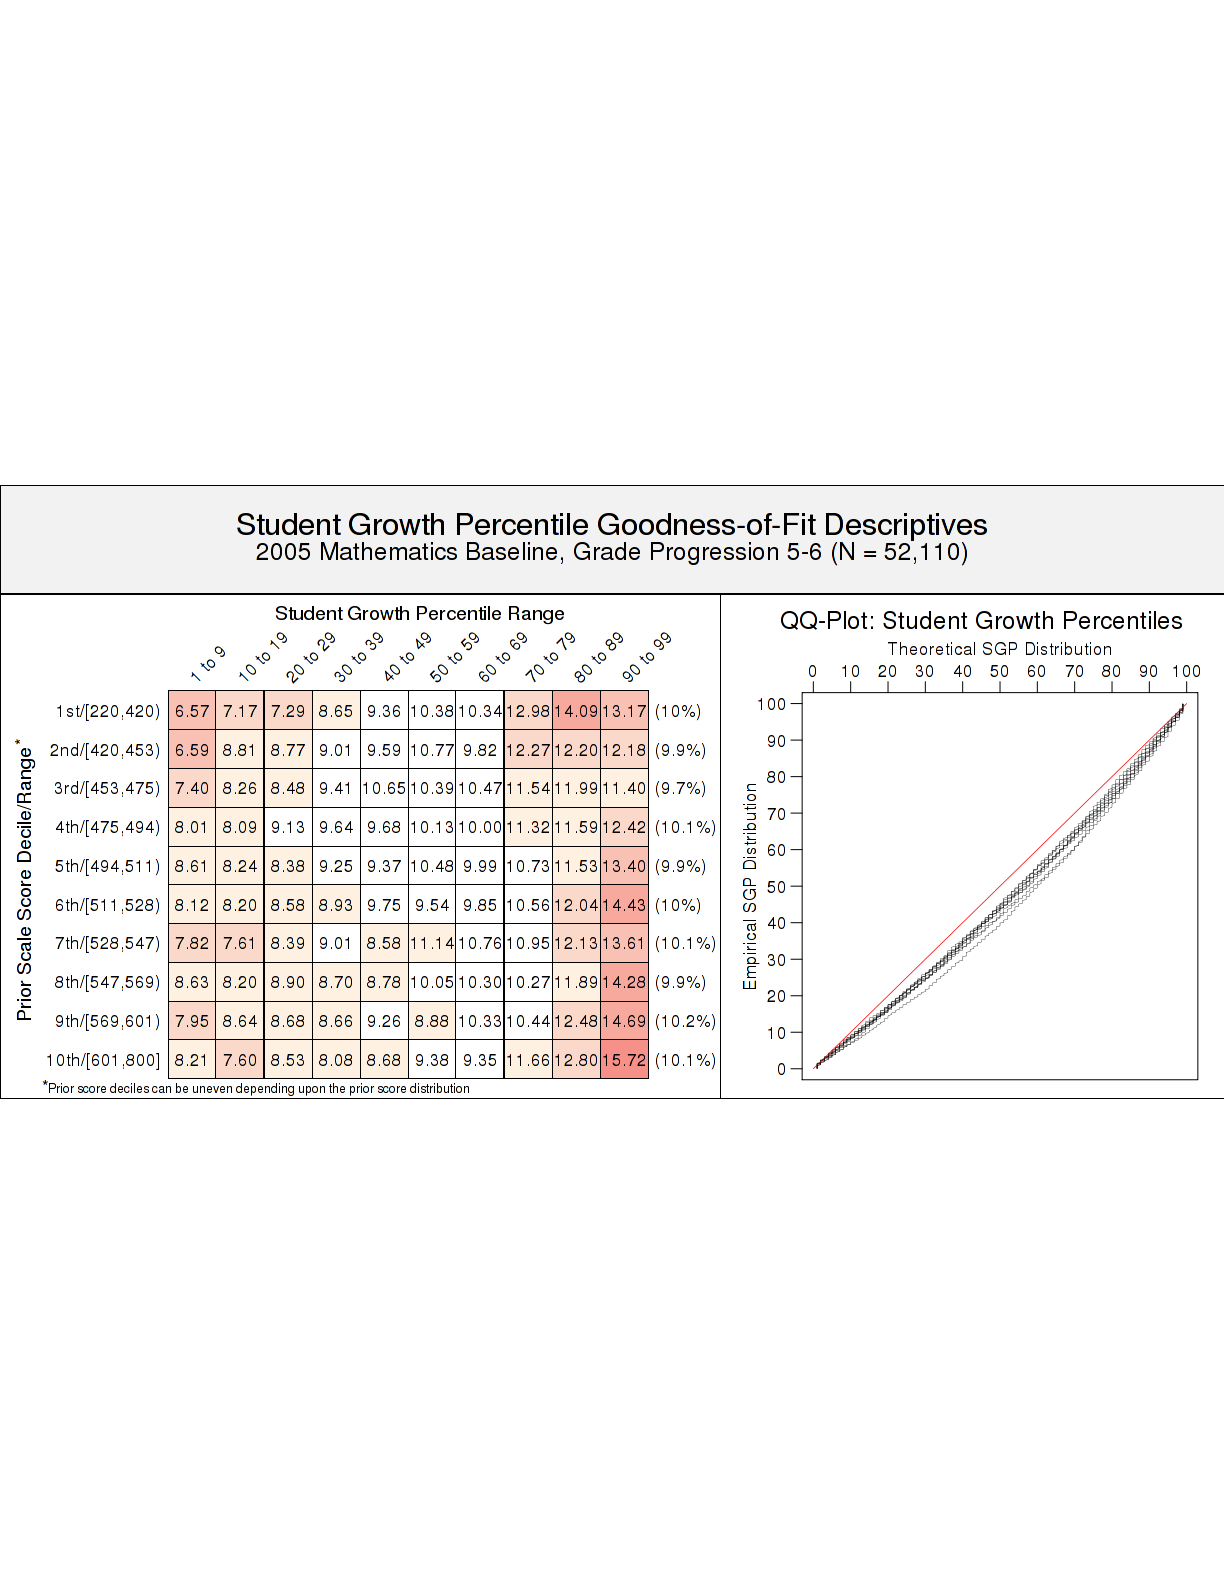 Student Growth Percentile Goodness-of-Fit Descriptives
2005 Mathematics Baseline, Grade Progression 5-6 (N = 52,110)
Student Growth Percentile Range
1 to 9 10 to 19 20 to 29 30 to 39 40 to 49 50 to 59 60 to 69 70 to 79 80 to 89 90 to 99
Prior Scale Score Decile/Range*
1st/[220,420) 6.57 7.17 7.29 8.65 9.36 10.38 10.34 12.98 14.09 13.17 (10%)
2nd/[420,453) 6.59 8.81 8.77 9.01 9.59 10.77 9.82 12.27 12.20 12.18 (9.9%)
3rd/[453,475) 7.40 8.26 8.48 9.41 10.65 10.39 10.47 11.54 11.99 11.40 (9.7%)
4th/[475,494) 8.01 8.09 9.13 9.64 9.68 10.13 10.00 11.32 11.59 12.42 (10.1%)
5th/[494,511) 8.61 8.24 8.38 9.25 9.37 10.48 9.99 10.73 11.53 13.40 (9.9%)
6th/[511,528) 8.12 8.20 8.58 8.93 9.75 9.54 9.85 10.56 12.04 14.43 (10%)
7th/[528,547) 7.82 7.61 8.39 9.01 8.58 11.14 10.76 10.95 12.13 13.61 (10.1%)
8th/[547,569) 8.63 8.20 8.90 8.70 8.78 10.05 10.30 10.27 11.89 14.28 (9.9%)
9th/[569,601) 7.95 8.64 8.68 8.66 9.26 8.88 10.33 10.44 12.48 14.69 (10.2%)
10th/[601,800] 8.21 7.60 8.53 8.08 8.68 9.38 9.35 11.66 12.80 15.72 (10.1%)
*Prior score deciles can be uneven depending upon the prior score distribution
QQ-Plot: Student Growth Percentiles
Theoretical SGP Distribution
0 10 20 30 40 50 60 70 80 90 100
Empirical SGP Distribution
100
90
80
70
60
50
40
30
20
10
0